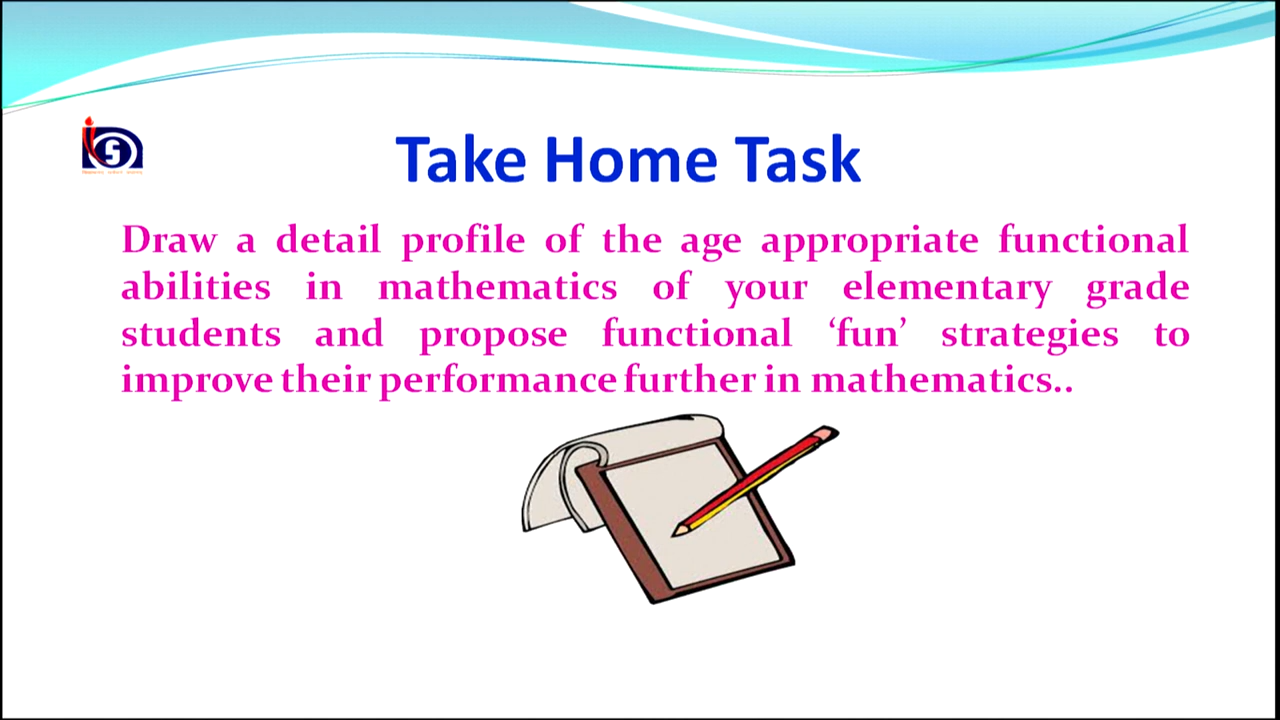 Take Home Task
Draw a detail profile of the age appropriate functional
abilities in mathematics of your elementary grade
students and propose functional ‘fun’ strategies to
improve their performance further in mathematics..